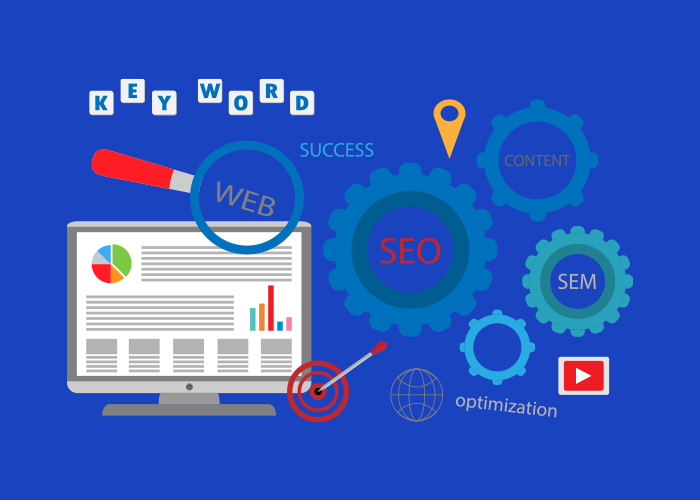 KEY WORD
SUCCESS
CONTENT
WEB
SEO
SEM
optimization